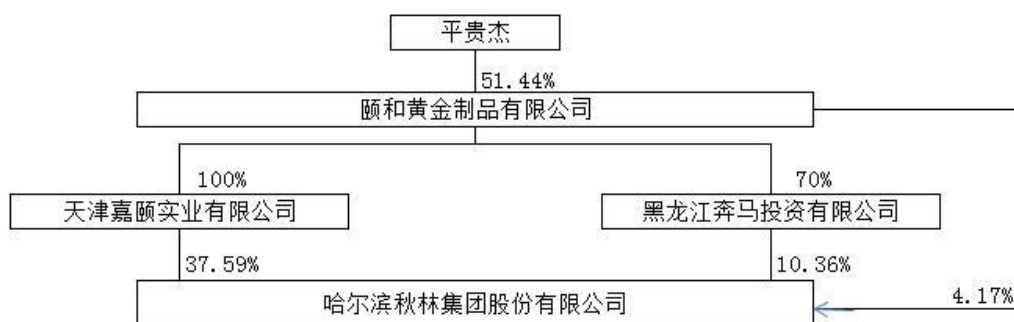 平贵杰
51.44%
颐和黄金制品有限公司
100%
70%
天津嘉颐实业有限公司
黑龙江奔马投资有限公司
37.59%
10.36%
哈尔滨秋林集团股份有限公司
4.17%